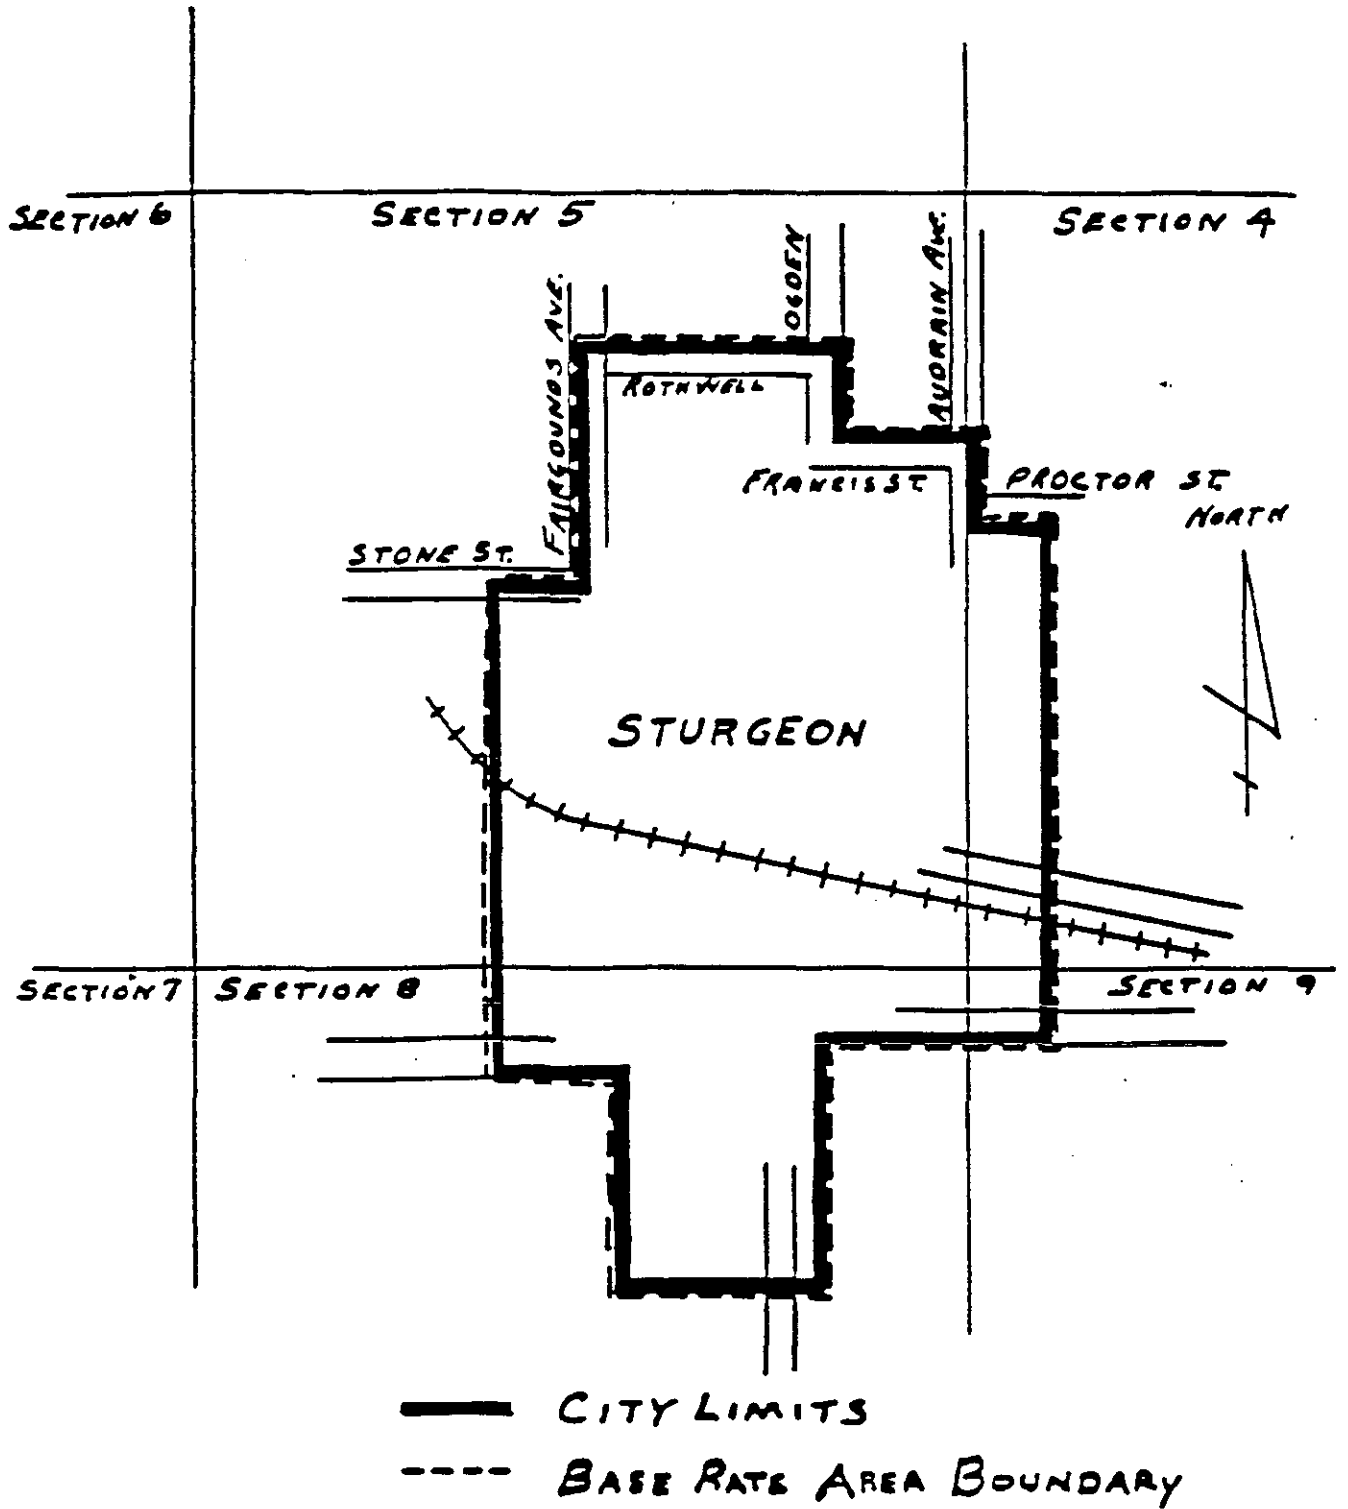 SECTION 6
SECTION 5
SECTION 4
FAIRGOUNDS AVE.
OGDEN
AUDRAIN AVE.
ROTHWELL
FRANCIS ST.
PROCTOR ST.
NORTH
STONE ST.
STURGEON
SECTION 7
SECTION 8
SECTION 9
CITY LIMITS
BASE RATE AREA BOUNDARY